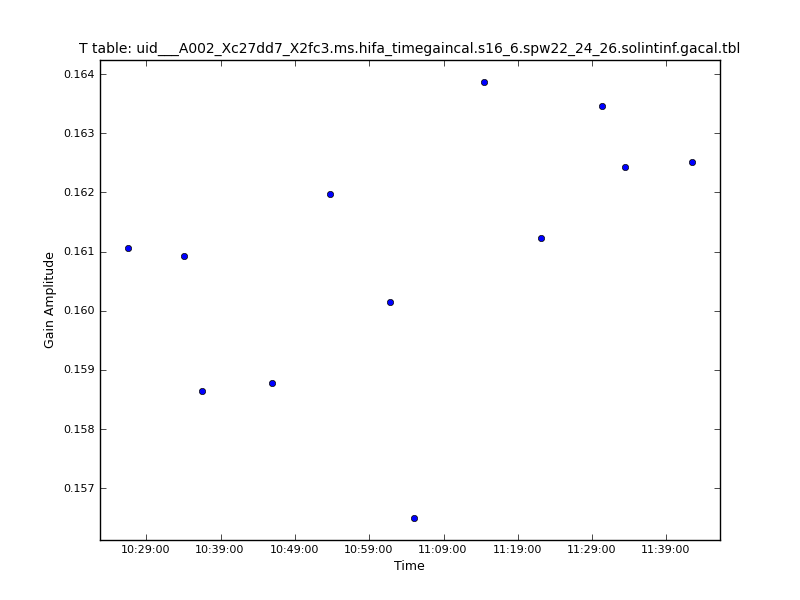 T table: uid___A002_Xc27dd7_X2fc3.ms.hifa_timegaincal.s16_6.spw22_24_26.solintinf.gacal.tbl
0.164
0.163
0.162
0.161
0.160
0.159
0.158
0.157
Gain Amplitude
10:29:00 10:39:00 10:49:00 10:59:00 11:09:00 11:19:00 11:29:00 11:39:00
Time